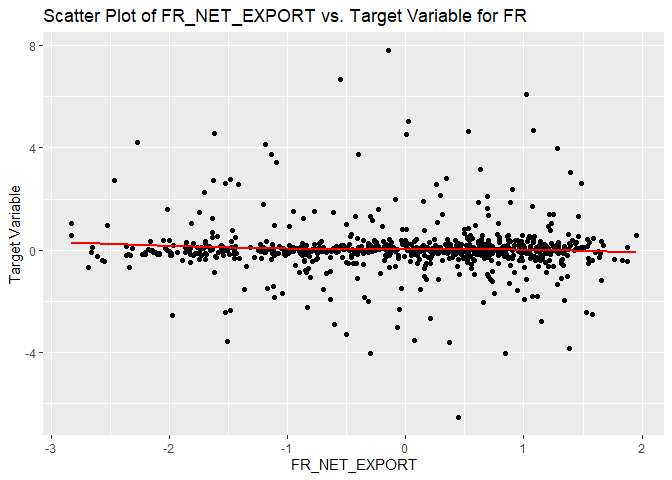 Scatter Plot of FR_NET_EXPORT vs. Target Variable for FR
8
4
0
-4
Target Variable
-3 -2 -1 0 1 2
FR_NET_EXPORT